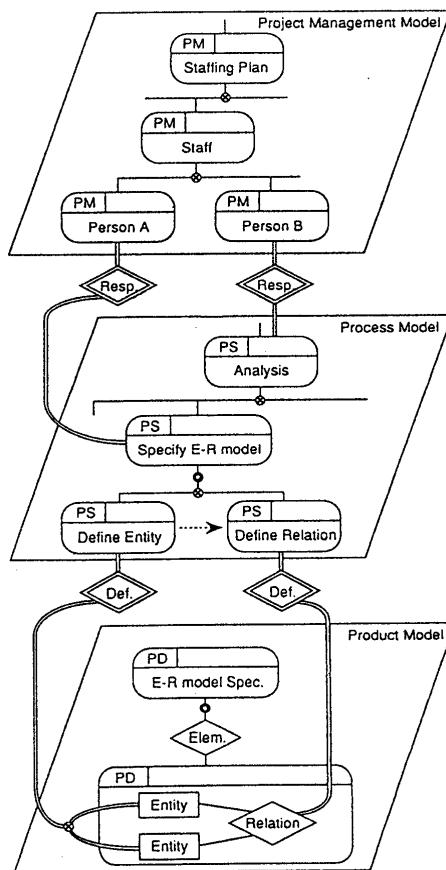 Project Management Model
PM
Staffing Plan
PM
Staff
PM
Person A
PM
Person B
Resp.
Resp.
Process Model
PS
Analysis
PS
Specify E-R model
PS
Define Entity
PS
Define Relation
Def.
Def.
Product Model
PD
E-R model Spec.
Elem.
PD
Entity
Relation
Entity